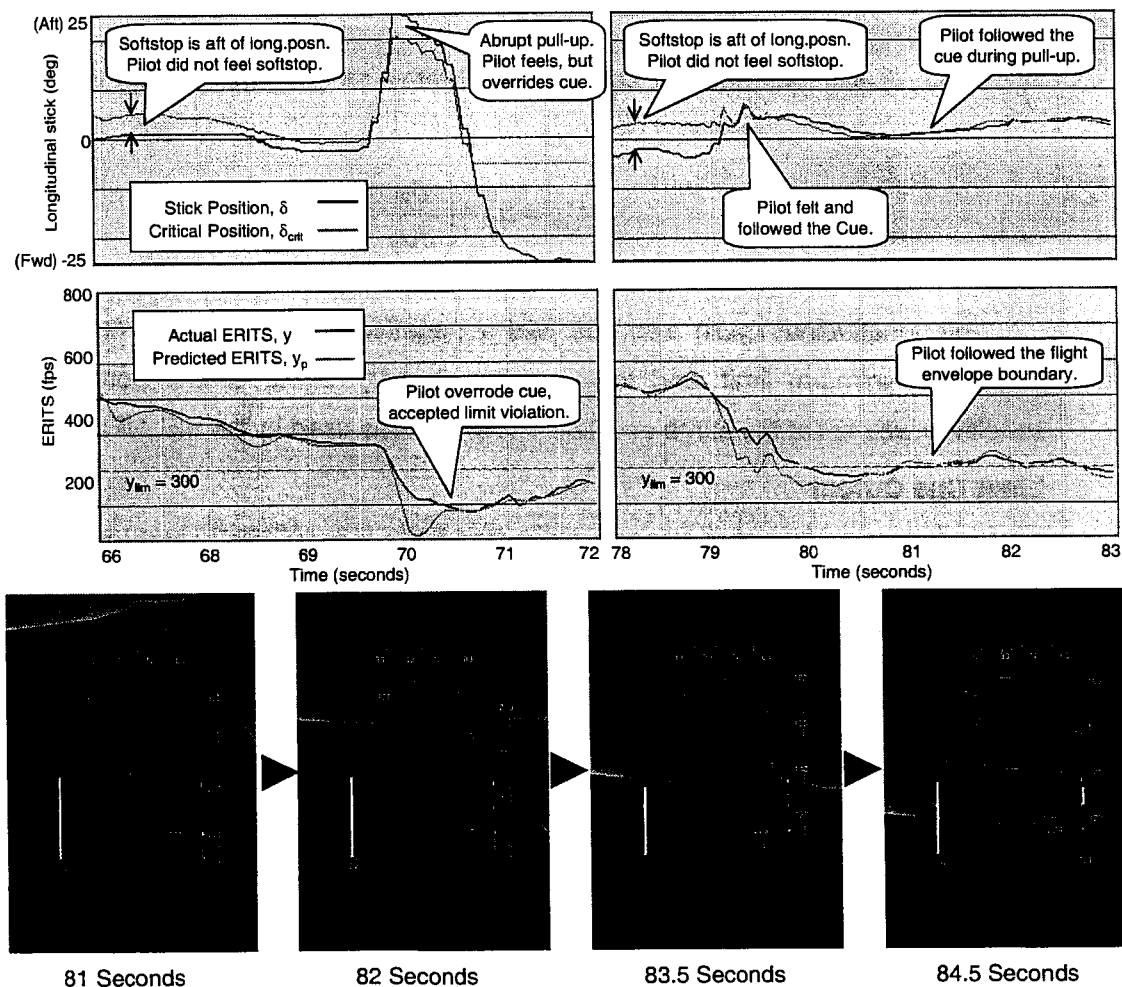 (Aft) 25
0
(Fwd) -25
Longitudinal stick (deg)
Softstop is aft of long.posn.
Pilot did not feel softstop.
Abrupt pull-up.
Pilot feels, but
overrides cue.
Stick Position, δ
Critical Position, δcrit
Softstop is aft of long.posn.
Pilot did not feel softstop.
Pilot followed the
cue during pull-up.
Pilot felt and
followed the Cue.
800
600
400
200
ERITS (fps)
Actual ERITS, y
Predicted ERITS, yp
Pilot overrode cue,
accepted limit violation.
ylim = 300
66 68 69 70 71 72
Time (seconds)
Pilot followed the flight
envelope boundary.
ylim = 300
78 79 80 81 82 83
Time (seconds)
81 Seconds
82 Seconds
83.5 Seconds
84.5 Seconds